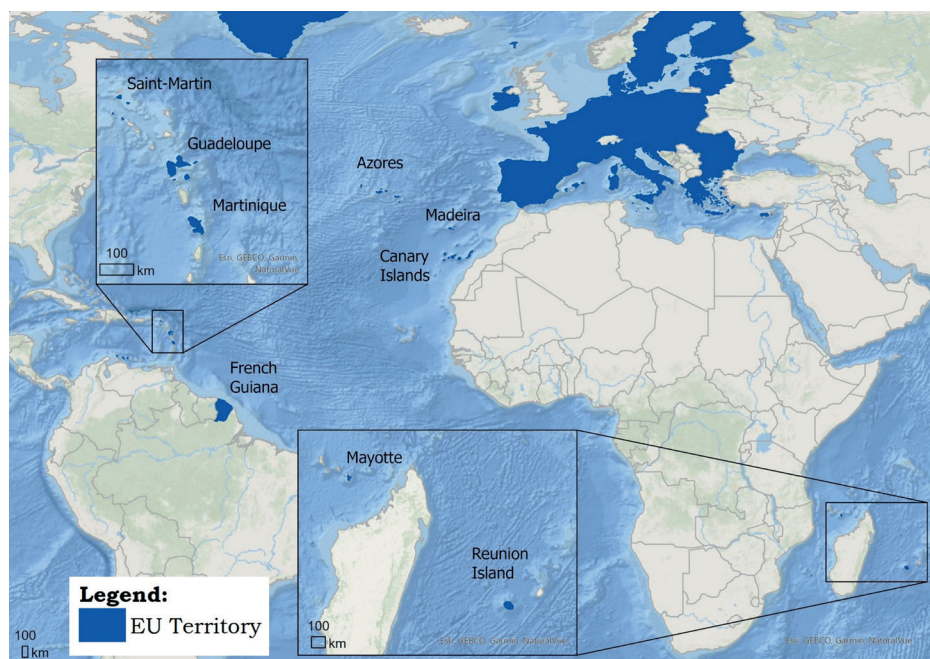 Saint-Martin
Guadeloupe
Martinique
100
km
Esri, GEBCO, Garmin,
NaturalVue
Azores
Madeira
Canary
Islands
French
Guiana
Mayotte
Reunion
Island
100
km
Esri, GEBCO, Garmin, NaturalVue
Legend:
EU Territory
100
km
Esri, GEBCO, Garmin, NaturalVue